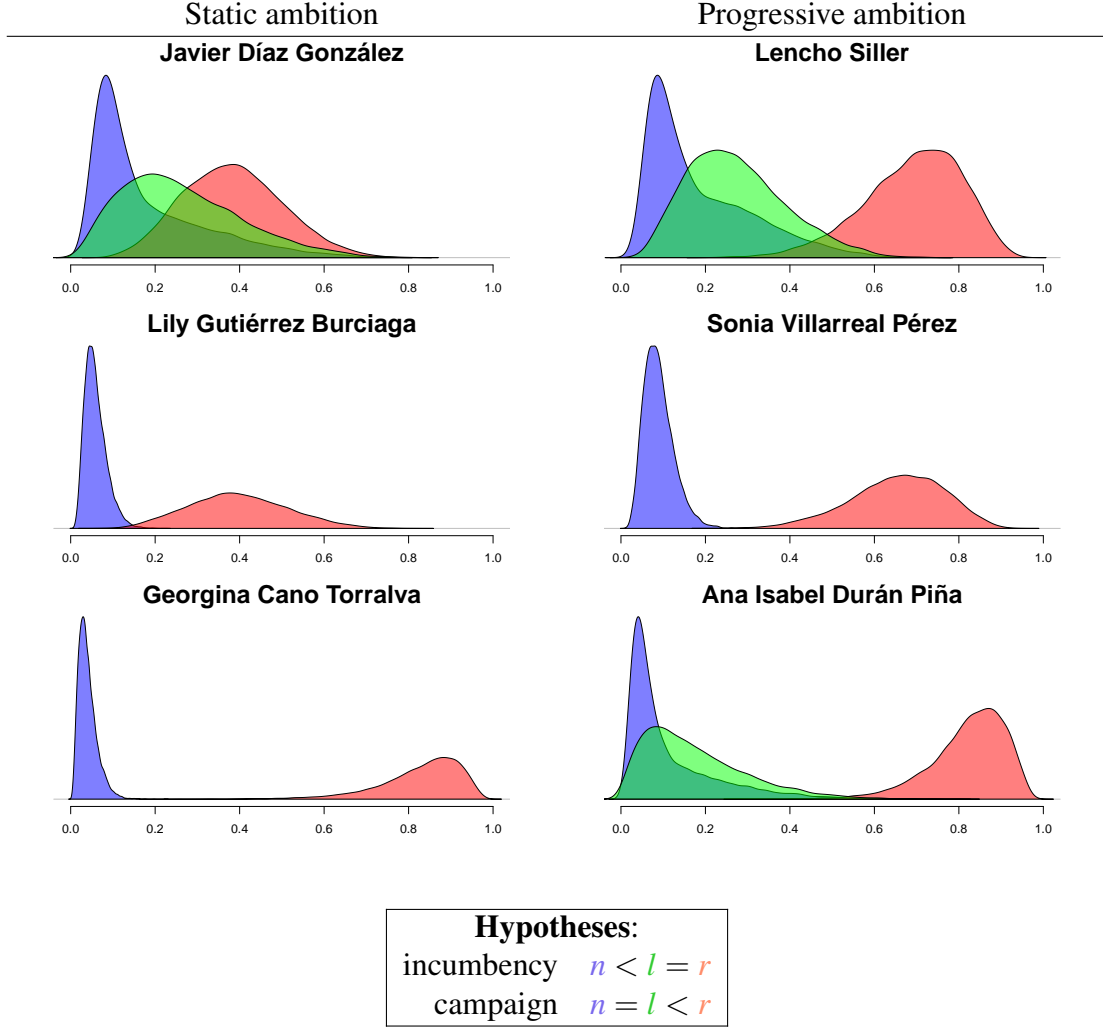 Static ambition Progressive ambition
Javier Díaz González Lencho Siller
0.0 0.2 0.4 0.6 0.8 1.0 0.0 0.2 0.4 0.6 0.8 1.0
Lily Gutiérrez Burciaga Sonia Villarreal Pérez
0.0 0.2 0.4 0.6 0.8 1.0 0.0 0.2 0.4 0.6 0.8 1.0
Georgina Cano Torralva Ana Isabel Durán Piña
0.0 0.2 0.4 0.6 0.8 1.0 0.0 0.2 0.4 0.6 0.8 1.0
Hypotheses:
incumbency n < l = r
campaign n = l < r